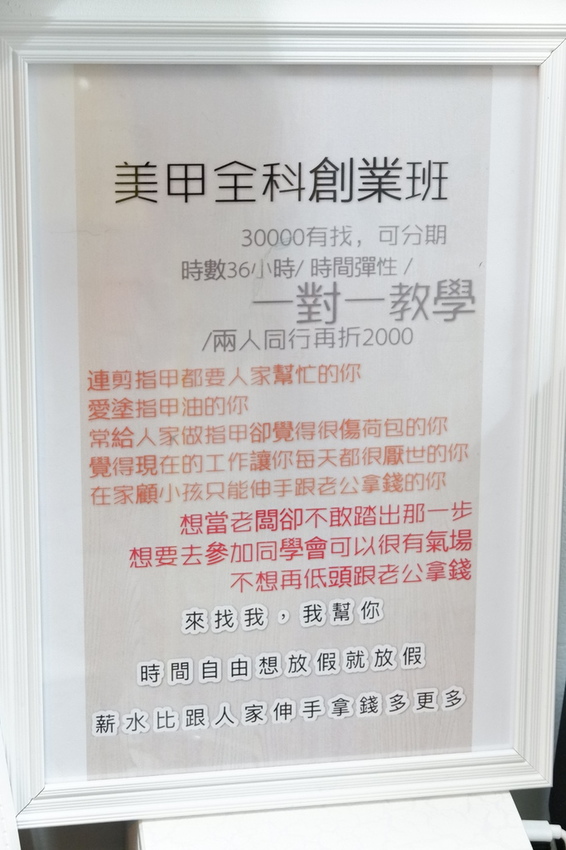 美甲全科創業班
30000有找，可分期
時數36小時/ 時間彈性 /
一對一教學
/兩人同行再折2000
連剪指甲都要人家幫忙的你
愛塗指甲油的你
常給人家做指甲卻覺得很傷荷包的你
覺得現在的工作讓你每天都很厭世的你
在家顧小孩只能伸手跟老公拿錢的你
想當老闆卻不敢踏出那一步
想要去參加同學會可以很有氣場
不想再低頭跟老公拿錢
來找我，我幫你
時間自由想放假就放假
薪水比跟人家伸手拿錢多更多